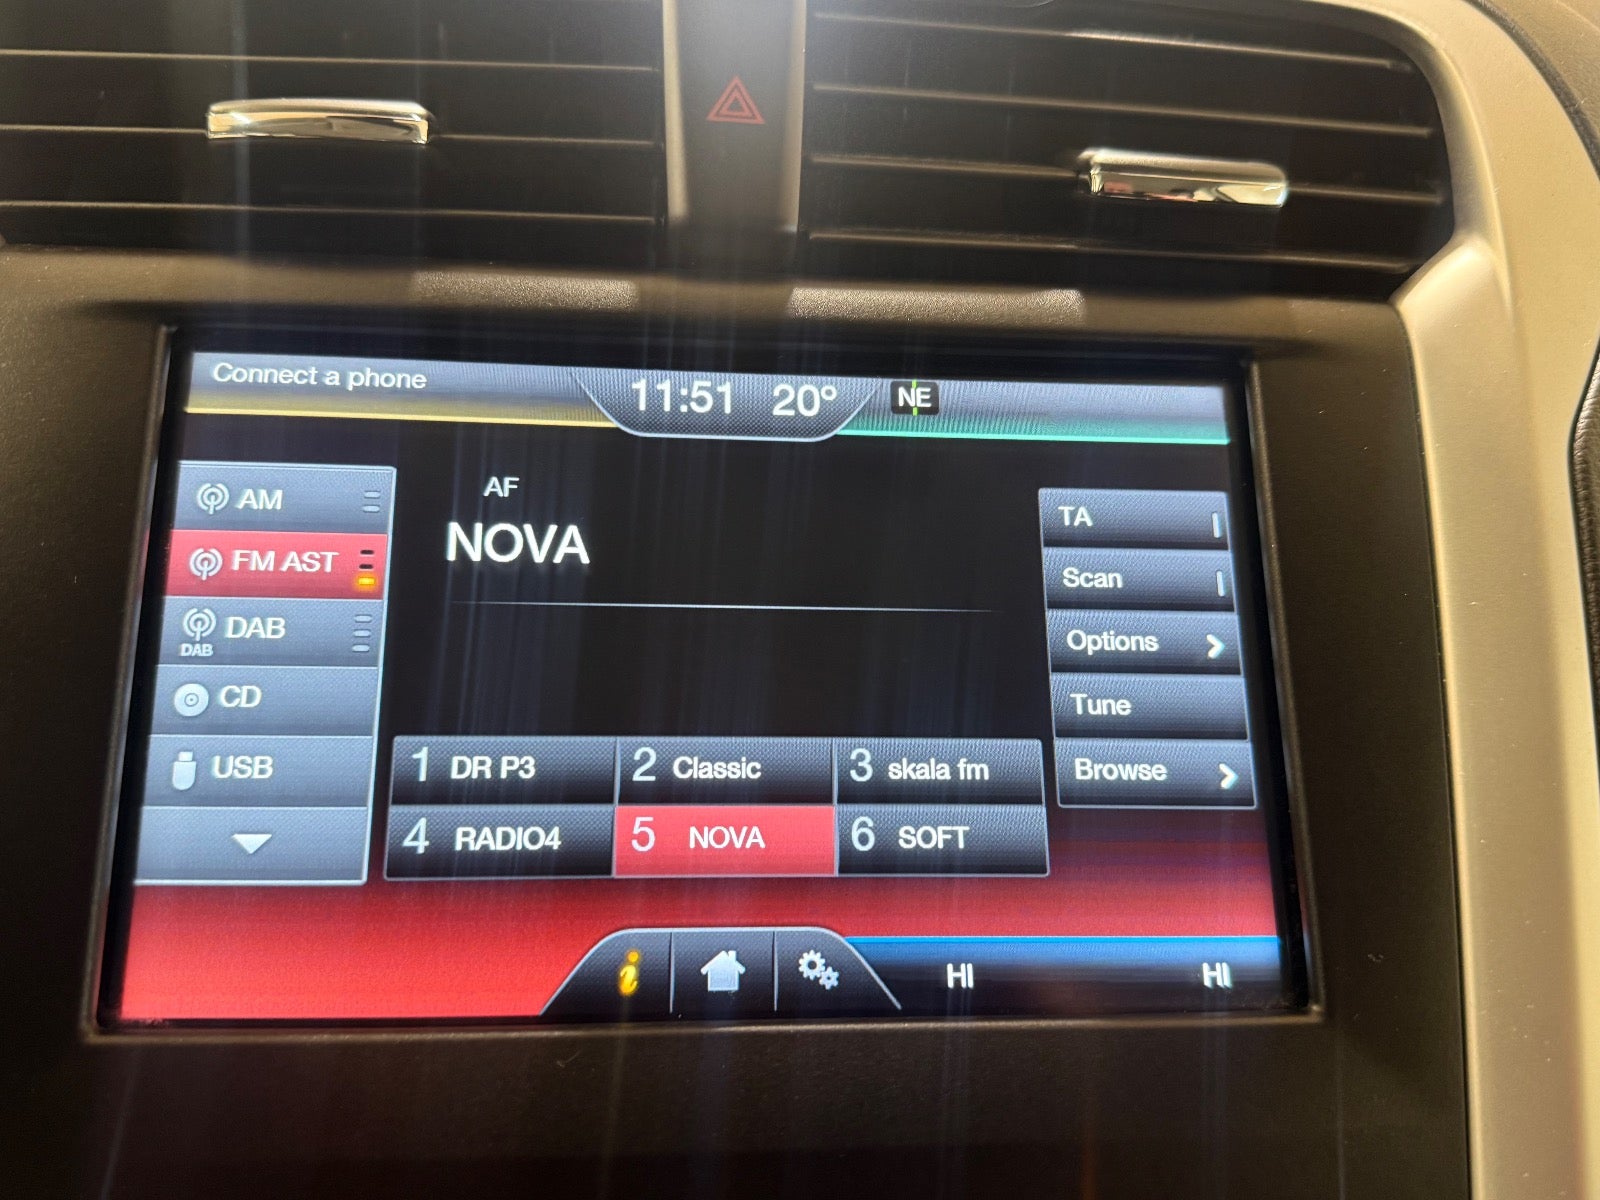 Connect a phone
11:51 20° NE
AM
FM AST
DAB
DAB
CD
USB
AF
NOVA
TA
Scan
Options
Tune
Browse
1 DR P3
2 Classic
3 skala fm
4 RADIO4
5 NOVA
6 SOFT
i
HI HI